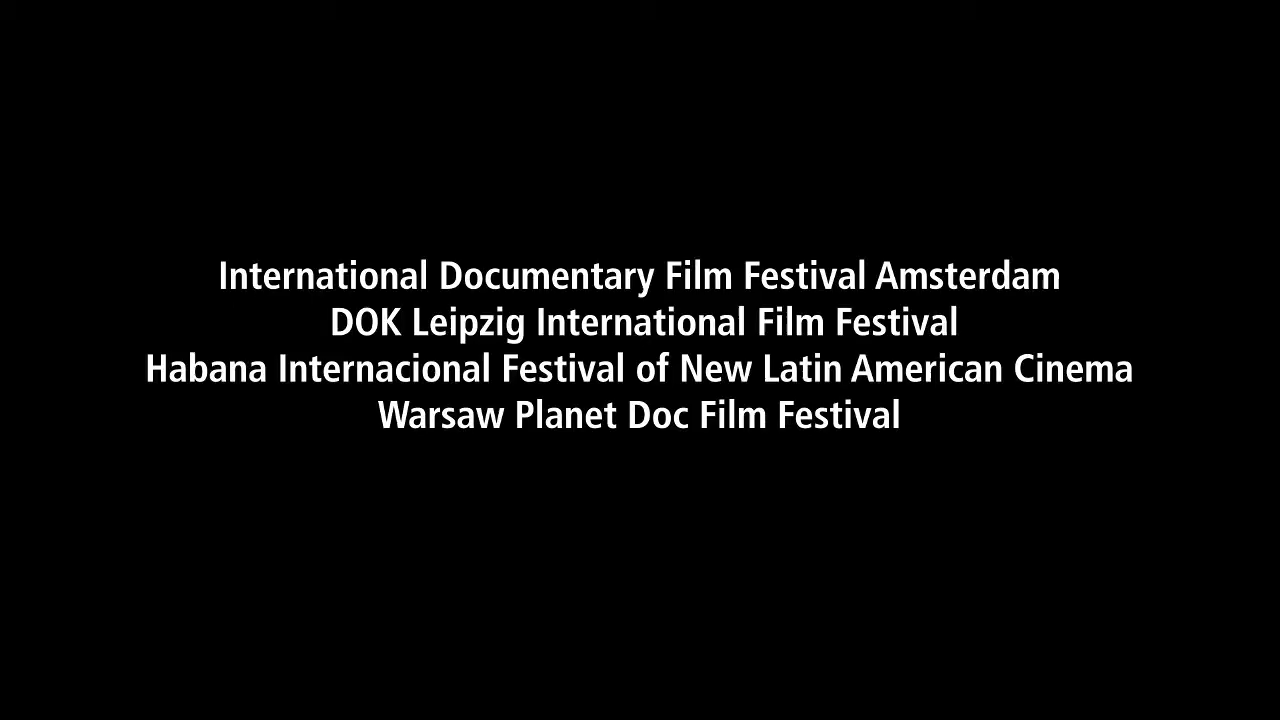 International Documentary Film Festival Amsterdam
DOK Leipzig International Film Festival
Habana Internacional Festival of New Latin American Cinema
Warsaw Planet Doc Film Festival